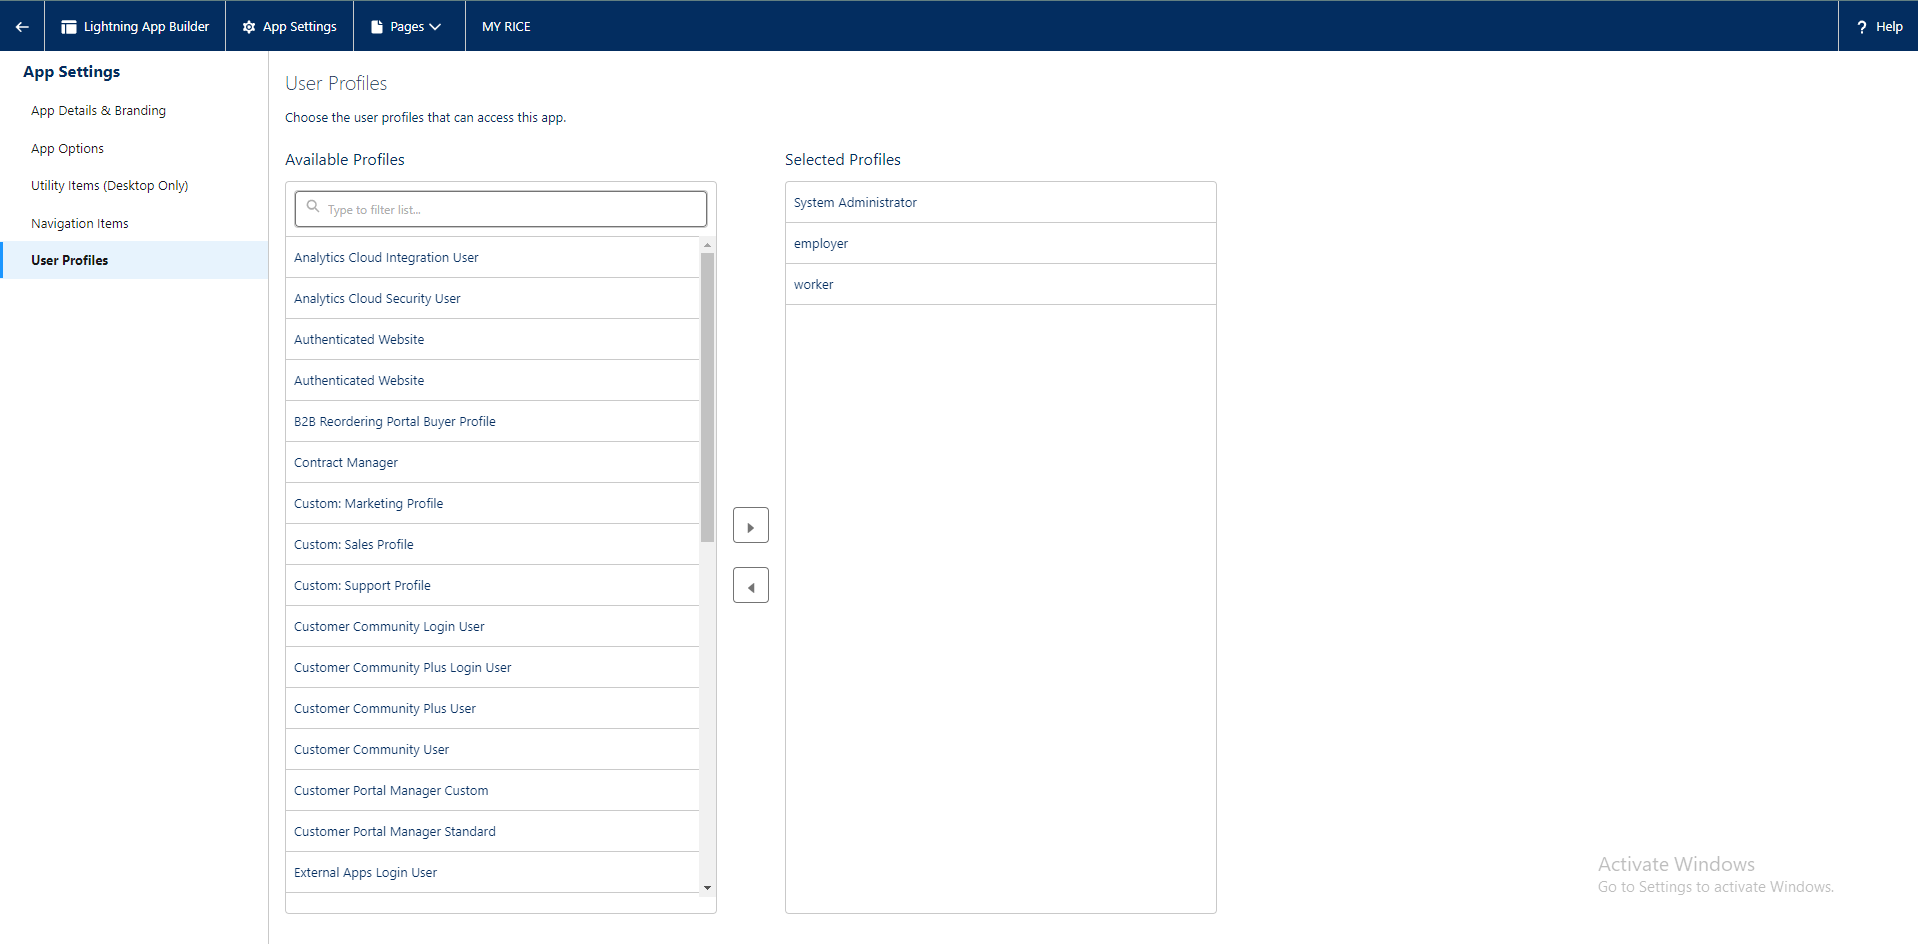 Lightning App Builder
App Settings
Pages
MY RICE
? Help
App Settings
App Details & Branding
App Options
Utility Items (Desktop Only)
Navigation Items
User Profiles
User Profiles
Choose the user profiles that can access this app.
Available Profiles
Type to filter list...
Analytics Cloud Integration User
Analytics Cloud Security User
Authenticated Website
Authenticated Website
B2B Reordering Portal Buyer Profile
Contract Manager
Custom: Marketing Profile
Custom: Sales Profile
Custom: Support Profile
Customer Community Login User
Customer Community Plus Login User
Customer Community Plus User
Customer Community User
Customer Portal Manager Custom
Customer Portal Manager Standard
External Apps Login User
Selected Profiles
System Administrator
employer
worker
Activate Windows
Go to Settings to activate Windows.